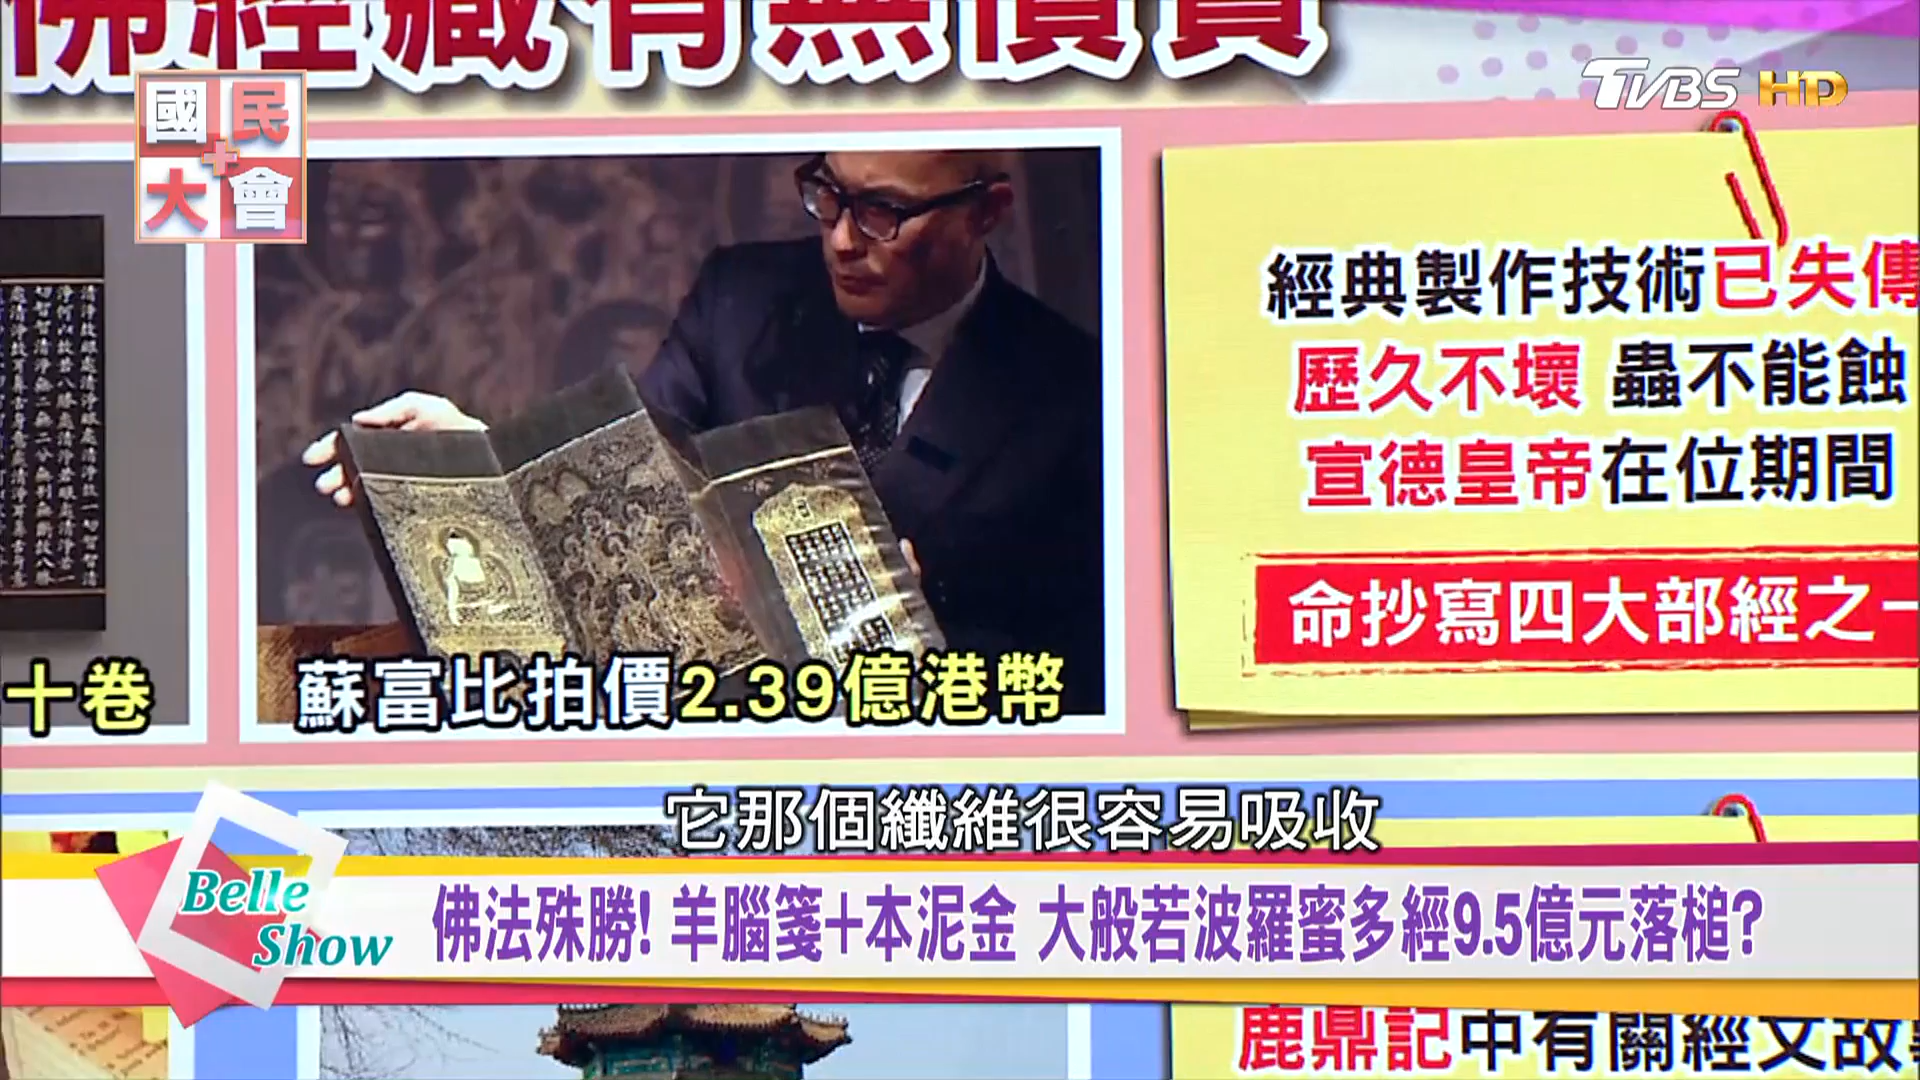 佛經藏有無價寶
國民
大會
TVBS HD
經典製作技術已失傳
歷久不壞 蟲不能蝕
宣德皇帝在位期間
命抄寫四大部經之一
十卷
蘇富比拍價2.39億港幣
它那個纖維很容易吸收
Belle
Show
佛法殊勝! 羊腦箋+本泥金 大般若波羅蜜多經9.5億元落槌?
鹿鼎記中有關經文故